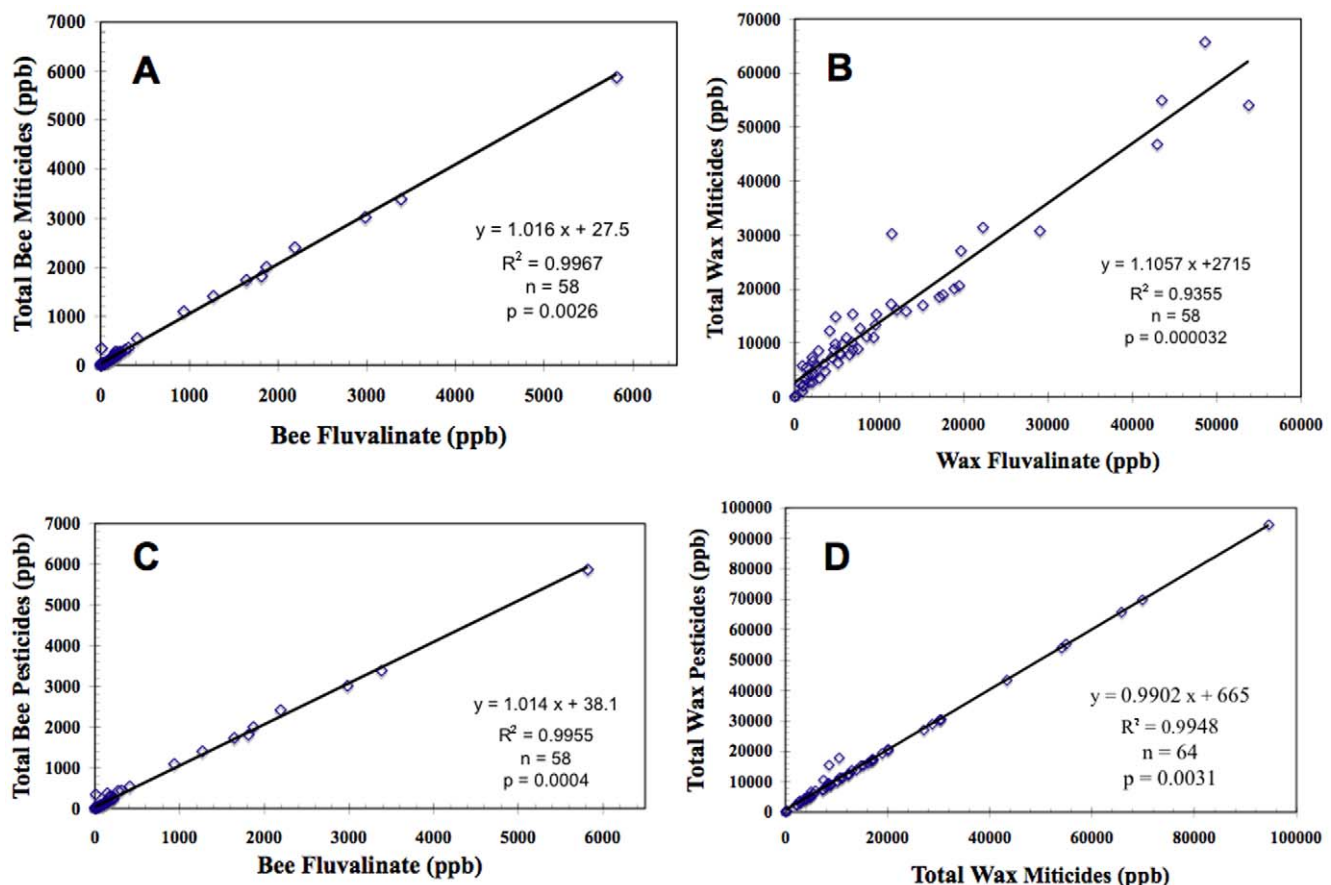 A
Total Bee Miticides (ppb)
7000
6000
5000
4000
3000
2000
1000
0
y = 1.016 x + 27.5
R² = 0.9967
n = 58
p = 0.0026
0 1000 2000 3000 4000 5000 6000
Bee Fluvalinate (ppb)
B
Total Wax Miticides (ppb)
70000
60000
50000
40000
30000
20000
10000
0
y = 1.1057 x +2715
R² = 0.9355
n = 58
p = 0.000032
0 10000 20000 30000 40000 50000 60000
Wax Fluvalinate (ppb)
C
Total Bee Pesticides (ppb)
7000
6000
5000
4000
3000
2000
1000
0
y = 1.014 x + 38.1
R² = 0.9955
n = 58
p = 0.0004
0 1000 2000 3000 4000 5000 6000
Bee Fluvalinate (ppb)
D
Total Wax Pesticides (ppb)
100000
90000
80000
70000
60000
50000
40000
30000
20000
10000
0
y = 0.9902 x + 665
R² = 0.9948
n = 64
p = 0.0031
0 20000 40000 60000 80000 100000
Total Wax Miticides (ppb)